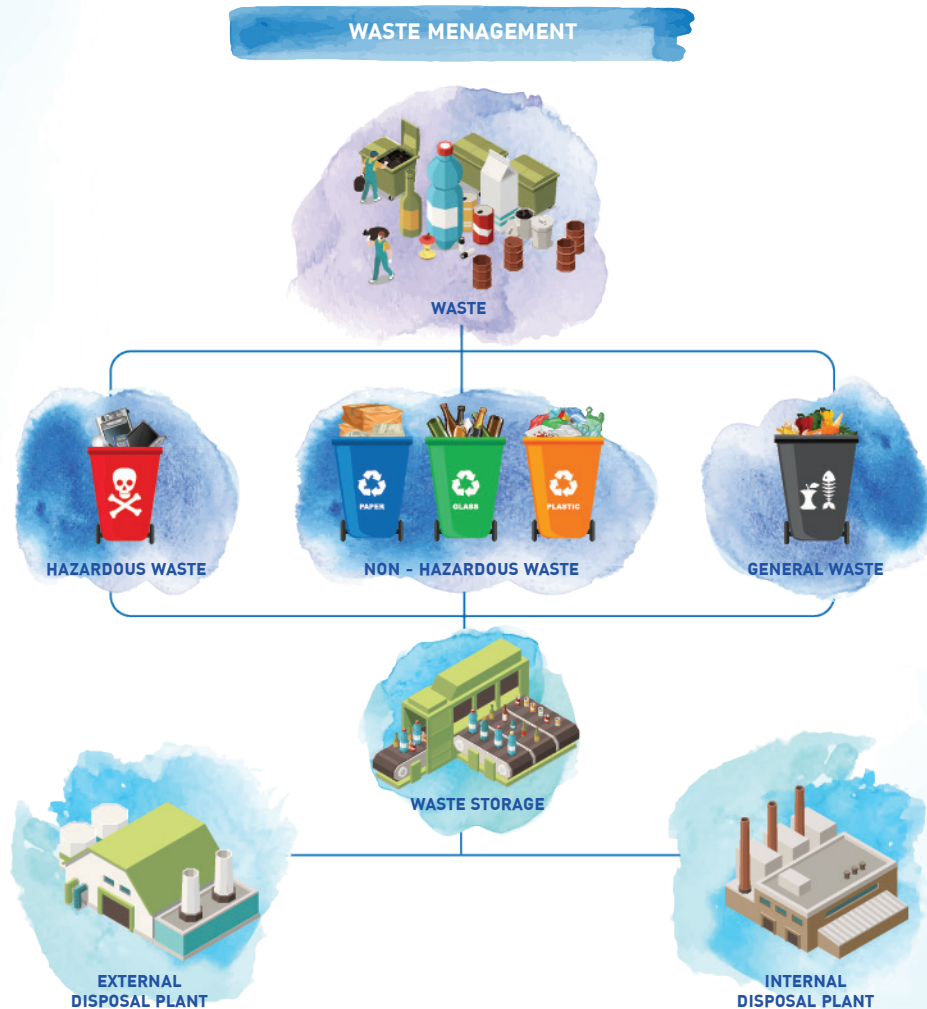 WASTE MENAGEMENT
WASTE
PAPER
GLASS
PLASTIC
HAZARDOUS WASTE
NON - HAZARDOUS WASTE
GENERAL WASTE
WASTE STORAGE
EXTERNAL
DISPOSAL PLANT
INTERNAL
DISPOSAL PLANT